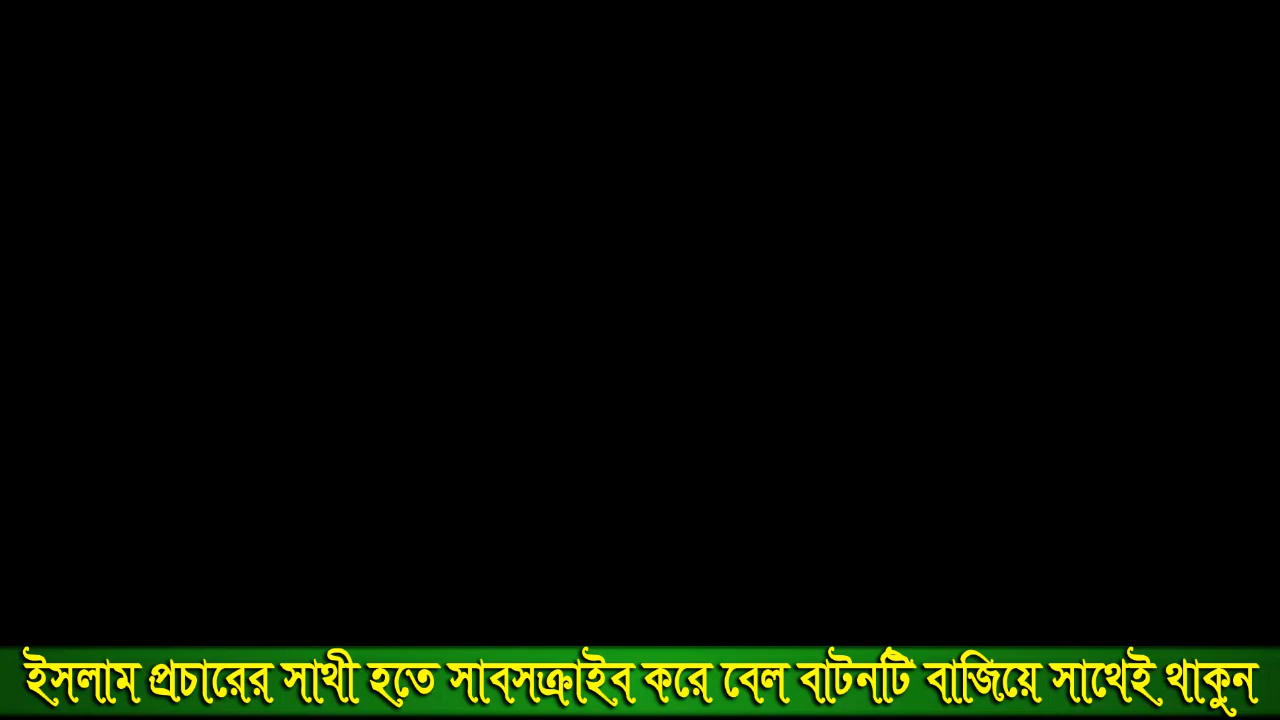 ইসলাম প্রচারের সাথী হতে সাবসক্রাইব করে বেল বাটনটি বাজিয়ে সাথেই থাকুন